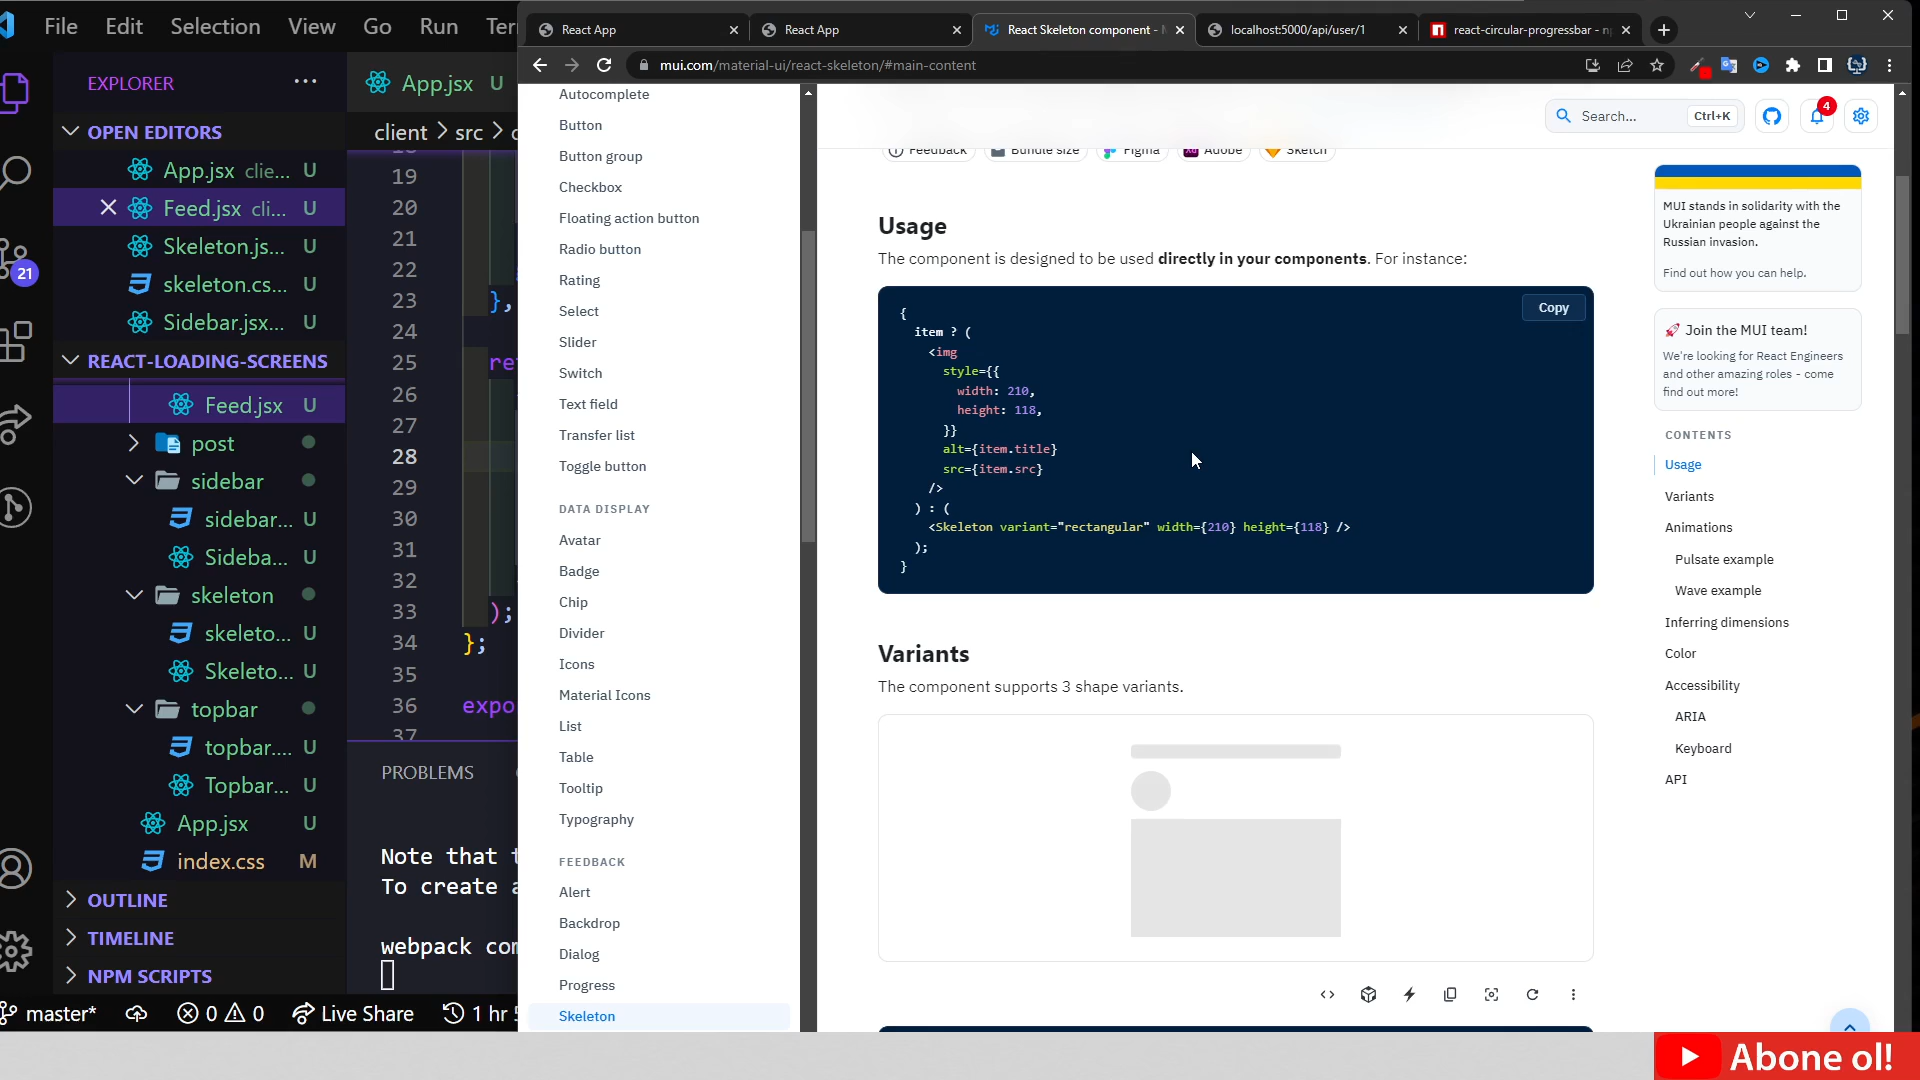 File Edit Selection View Go Run Ter
EXPLORER
OPEN EDITORS
App.jsx clie... U
Feed.jsx cli... U
Skeleton.js... U
skeleton.cs... U
Sidebar.jsx... U
REACT-LOADING-SCREENS
Feed.jsx U
post
sidebar
sidebar... U
Sideba... U
skeleton
skeleto... U
Skeleto... U
topbar
topbar.... U
Topbar... U
App.jsx U
index.css M
OUTLINE
TIMELINE
NPM SCRIPTS
21
App.jsx U
client > src > c
19
20
21
22
23 },
24
25 re
26
27
28
29
30
31
32
33 );
34 };
35
36 expo
37
PROBLEMS
Note that
To create a
webpack com
master* 0 0 Live Share 1 hr
React App
React App
React Skeleton component -
localhost:5000/api/user/1
react-circular-progressbar - n
mui.com/material-ui/react-skeleton/#main-content
Autocomplete
Button
Button group
Checkbox
Floating action button
Radio button
Rating
Select
Slider
Switch
Text field
Transfer list
Toggle button
DATA DISPLAY
Avatar
Badge
Chip
Divider
Icons
Material Icons
List
Table
Tooltip
Typography
FEEDBACK
Alert
Backdrop
Dialog
Progress
Skeleton
Search... Ctrl+K
4
Feedback Bundle size Figma Adobe Sketch
Usage
The component is designed to be used directly in your components. For instance:
Copy
{
item ? (
<img
style={{
width: 210,
height: 118,
}}
alt={item.title}
src={item.src}
/>
) : (
<Skeleton variant="rectangular" width={210} height={118} />
);
}
Variants
The component supports 3 shape variants.
MUI stands in solidarity with the
Ukrainian people against the
Russian invasion.
Find out how you can help.
🚀 Join the MUI team!
We're looking for React Engineers
and other amazing roles - come
find out more!
CONTENTS
Usage
Variants
Animations
Pulsate example
Wave example
Inferring dimensions
Color
Accessibility
ARIA
Keyboard
API
Abone ol!